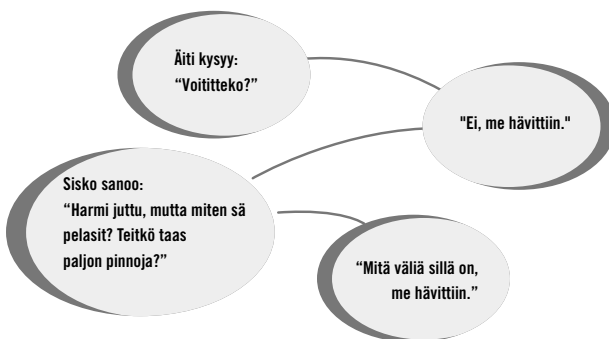 Äiti kysyy:
“Voititteko?”
"Ei, me hävittiin."
Sisko sanoo:
“Harmi juttu, mutta miten sä
pelasit? Teitkö taas
paljon pinnoja?”
“Mitä väliä sillä on,
me hävittiin.”